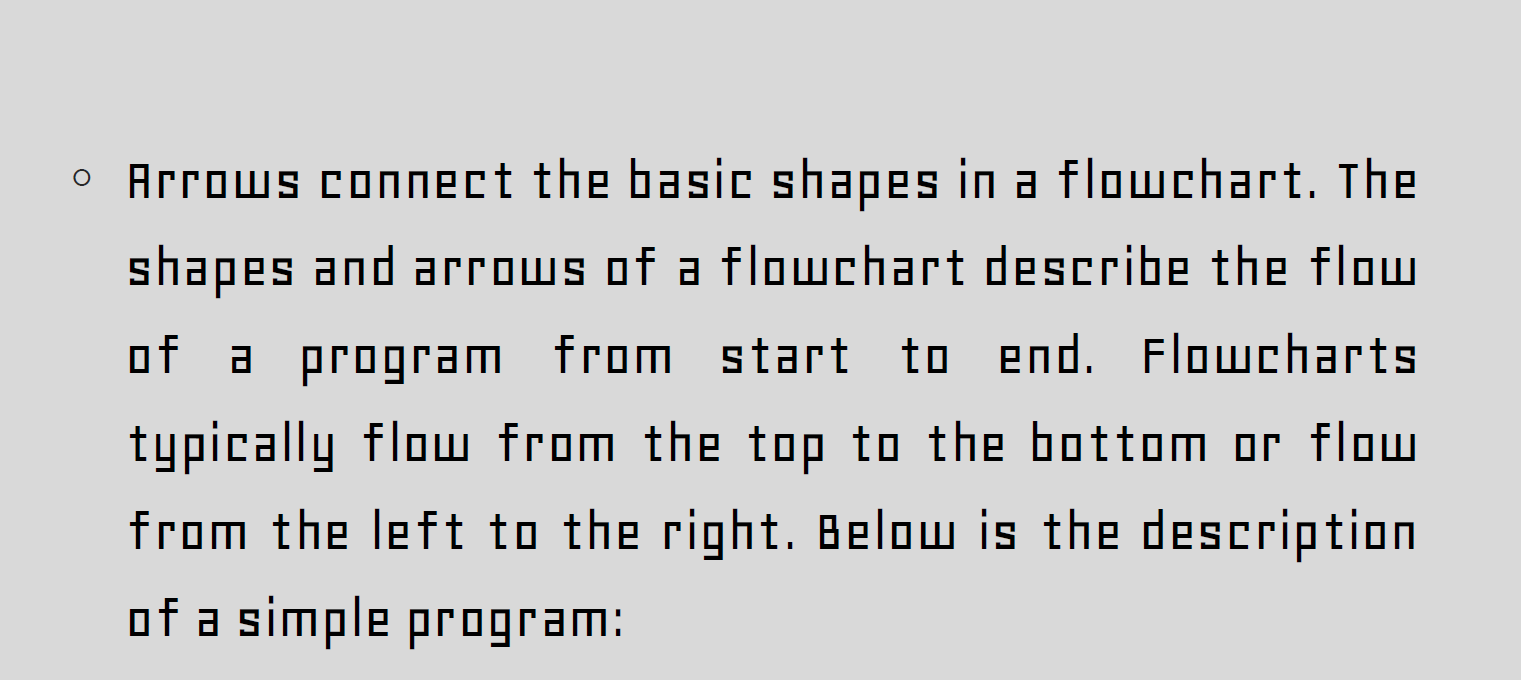 ◦ Arrows connect the basic shapes in a flowchart. The
shapes and arrows of a flowchart describe the flow
of a program from start to end. Flowcharts
typically flow from the top to the bottom or flow
from the left to the right. Below is the description
of a simple program: